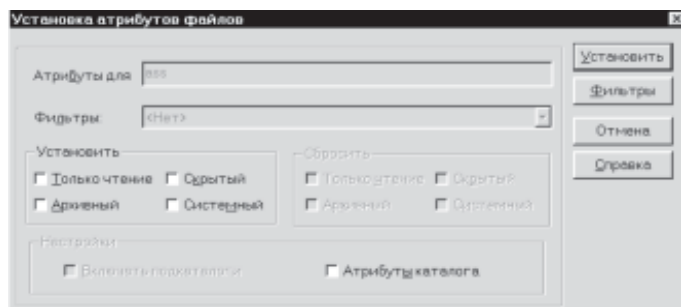 Установка атрибутов файлов
Атрибуты для
Установить
Фильтры
Фильтры:
<Нет>
Отмена
Справка
Установить
Только чтение
Скрытый
Архивный
Системный
Сбросить
Только чтение
Скрытый
Архивный
Системный
Настройки
Включать подкаталоги
Атрибуты каталога